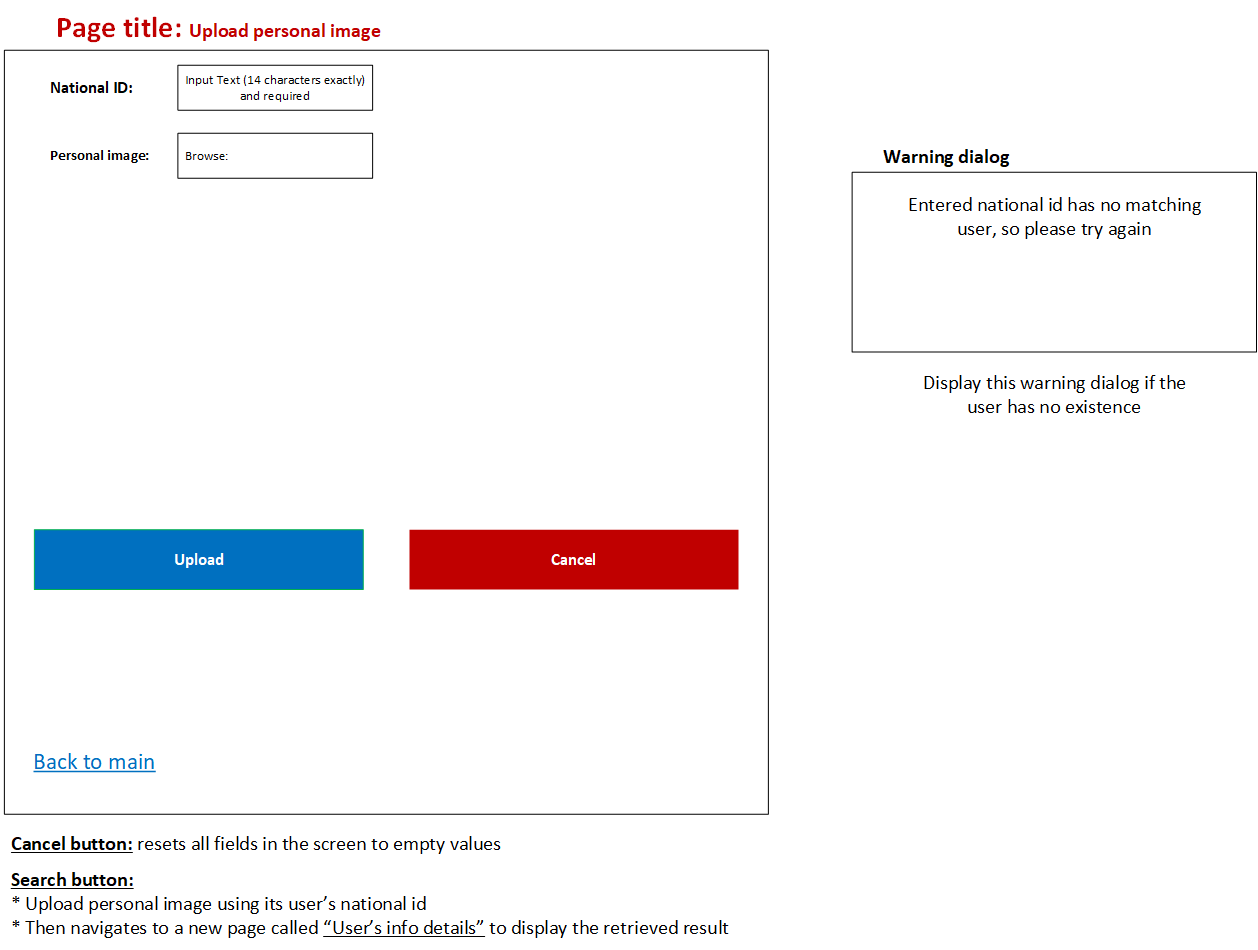 Page title: Upload personal image
National ID:
Input Text (14 characters exactly)
and required
Personal image:
Browse:
Upload
Cancel
Back to main
Warning dialog
Entered national id has no matching
user, so please try again
Display this warning dialog if the
user has no existence
Cancel button: resets all fields in the screen to empty values
Search button:
* Upload personal image using its user’s national id
* Then navigates to a new page called “User’s info details” to display the retrieved result